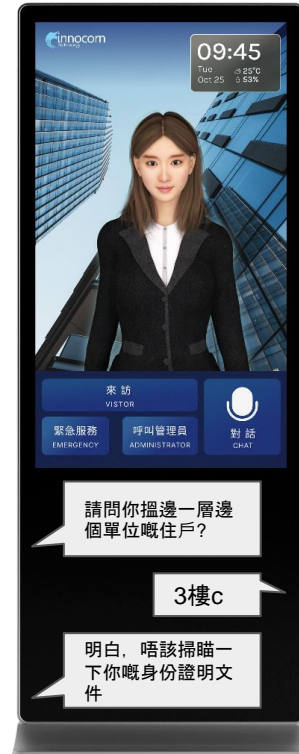 innocorn
Technology
09:45
Tue 25°C
Oct 25 53%
來訪
VISTOR
緊急服務
EMERGENCY
呼叫管理員
ADMINISTRATOR
對話
CHAT
請問你搵邊一層邊
個單位嘅住戶?
3樓c
明白，唔該掃瞄一
下你嘅身份證明文
件